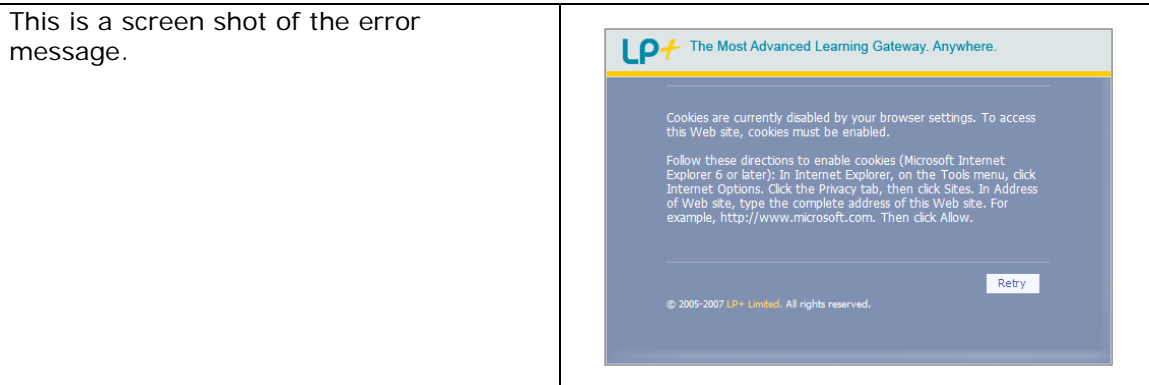 This is a screen shot of the error
message.
LP+ The Most Advanced Learning Gateway. Anywhere.
Cookies are currently disabled by your browser settings. To access
this Web site, cookies must be enabled.
Follow these directions to enable cookies (Microsoft Internet
Explorer 6 or later): In Internet Explorer, on the Tools menu, click
Internet Options. Click the Privacy tab, then click Sites. In Address
of Web site, type the complete address of this Web site. For
example, http://www.microsoft.com. Then click Allow.
Retry
© 2005-2007 LP+ Limited. All rights reserved.